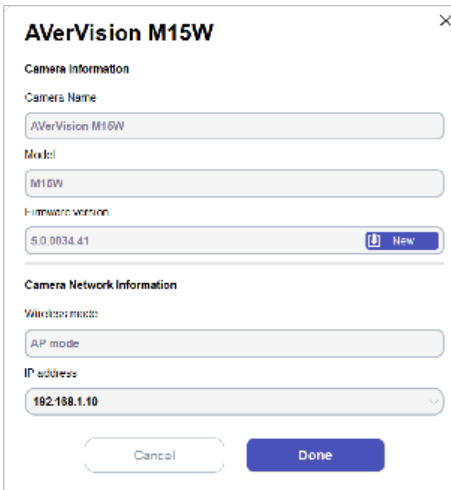 AVerVision M15W
Camera Information
Camera Name
AVerVision M15W
Model
M15W
Firmware version
5.0.0034.41
New
Camera Network Information
Wireless mode
AP mode
IP address
192.168.1.10
Cancel
Done